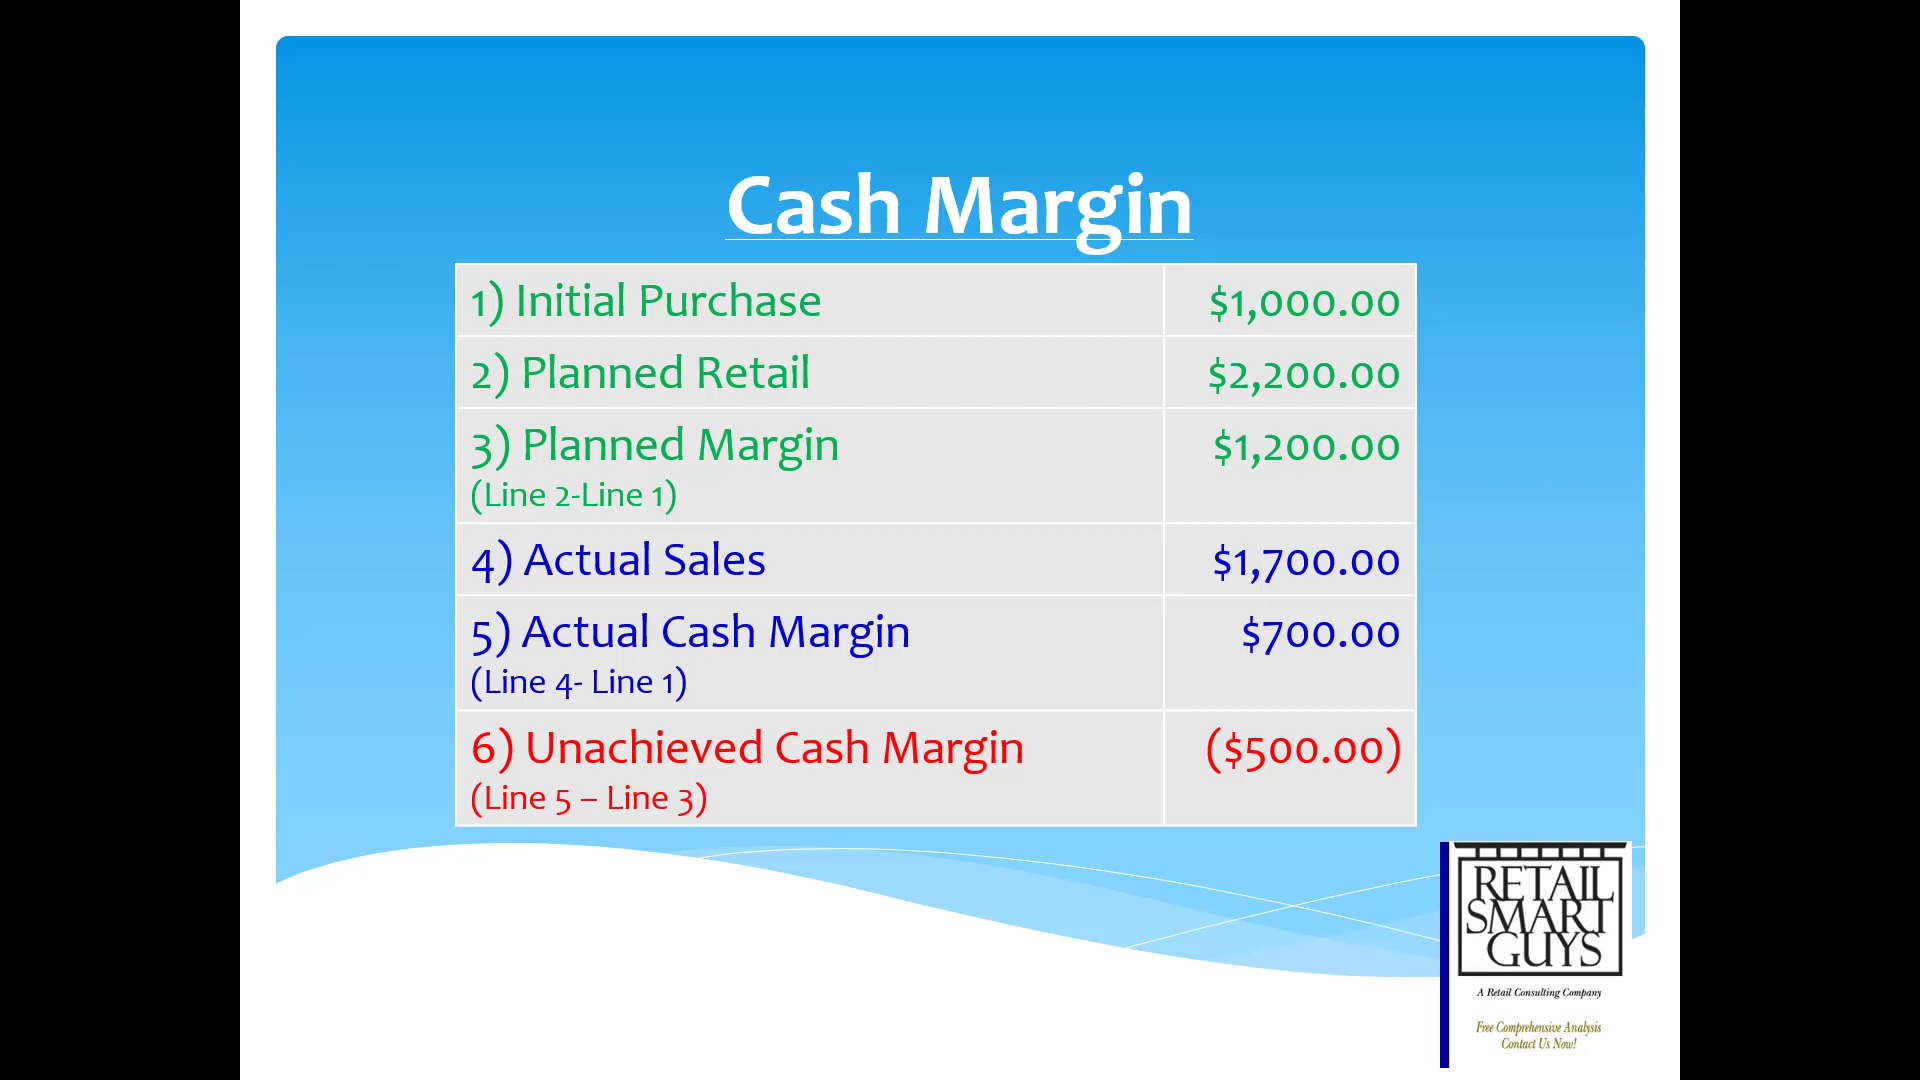 Cash Margin
1) Initial Purchase $1,000.00
2) Planned Retail $2,200.00
3) Planned Margin $1,200.00
(Line 2-Line 1)
4) Actual Sales $1,700.00
5) Actual Cash Margin $700.00
(Line 4- Line 1)
6) Unachieved Cash Margin ($500.00)
(Line 5 – Line 3)
RETAIL
SMART
GUYS
A Retail Consulting Company
Free Comprehensive Analysis
Contact Us Now!